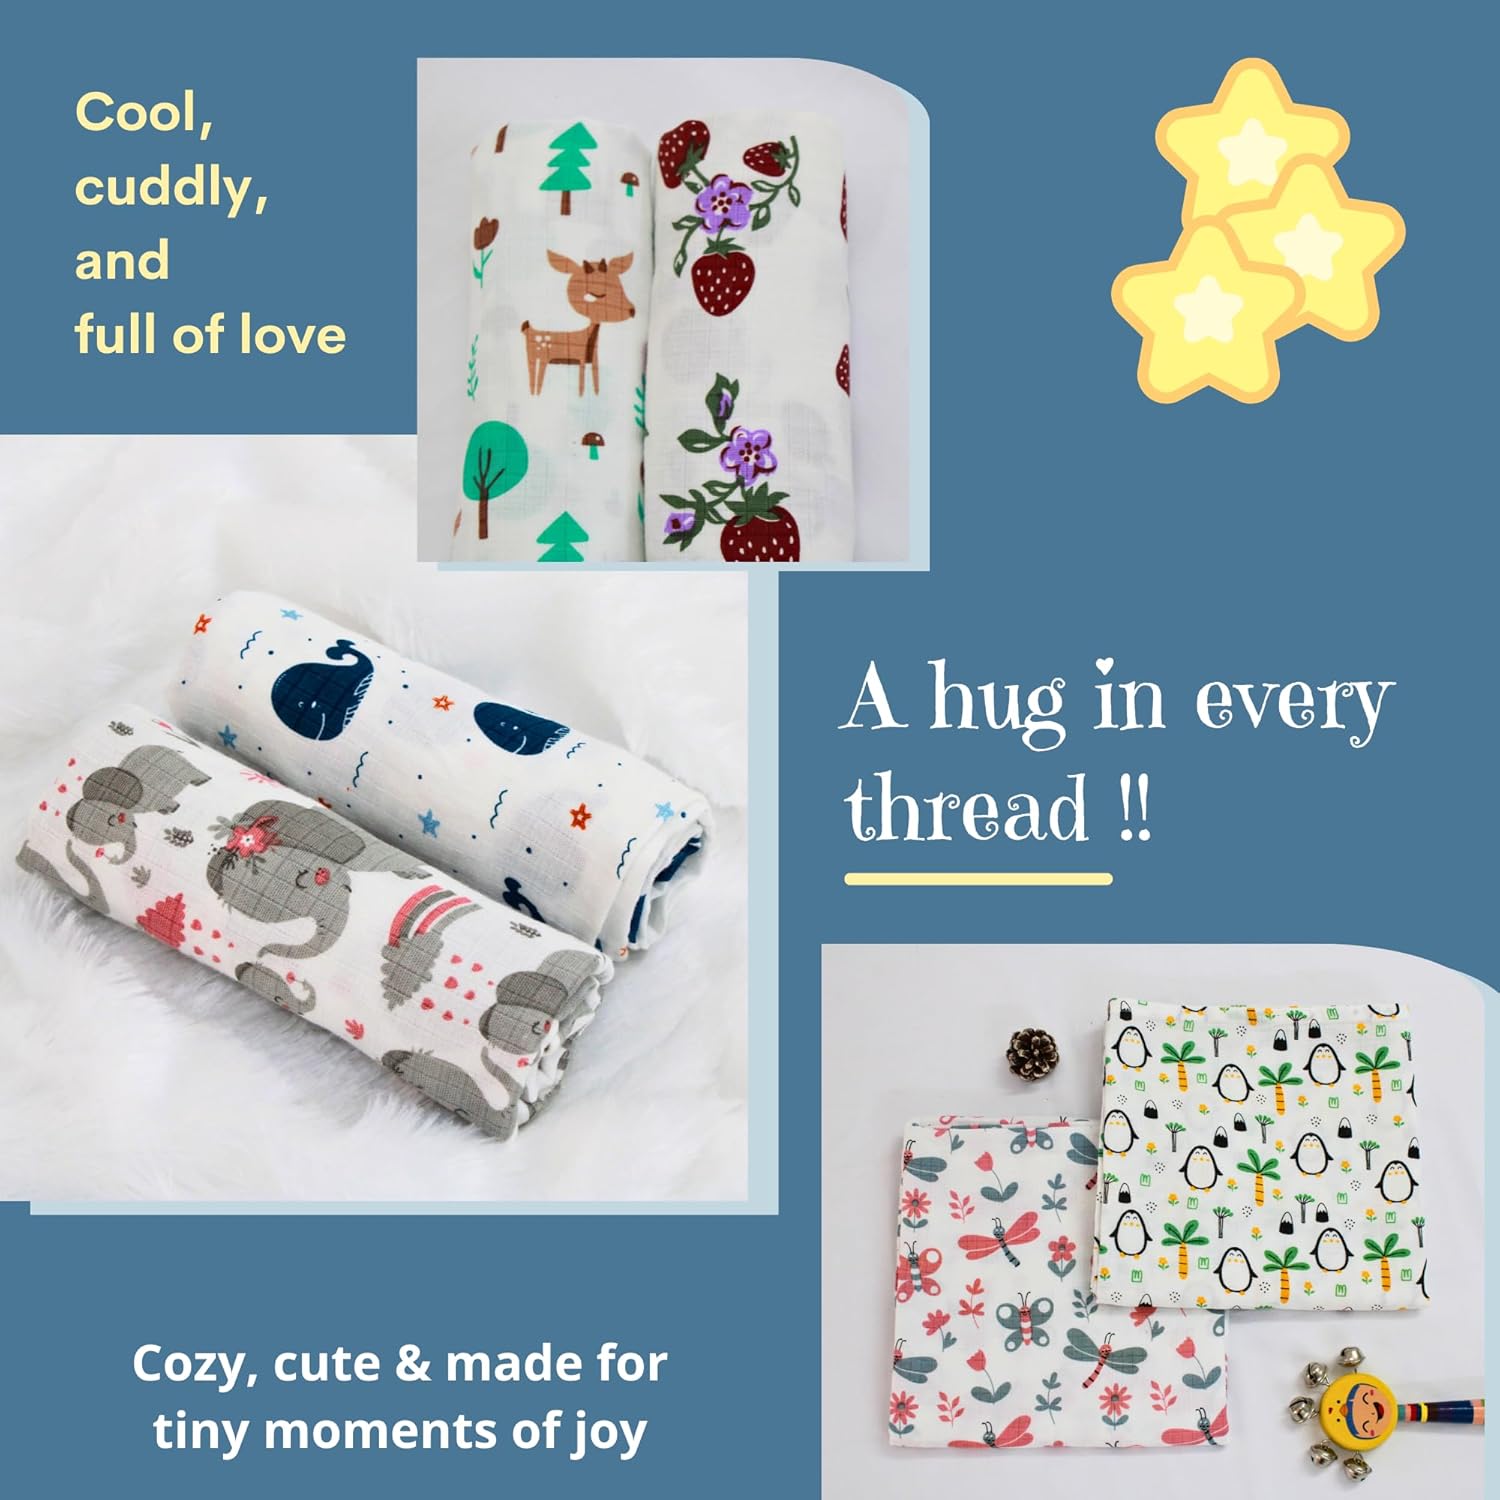 Cool,
cuddly,
and
full of love
A hug in every
thread !!
Cozy, cute & made for
tiny moments of joy